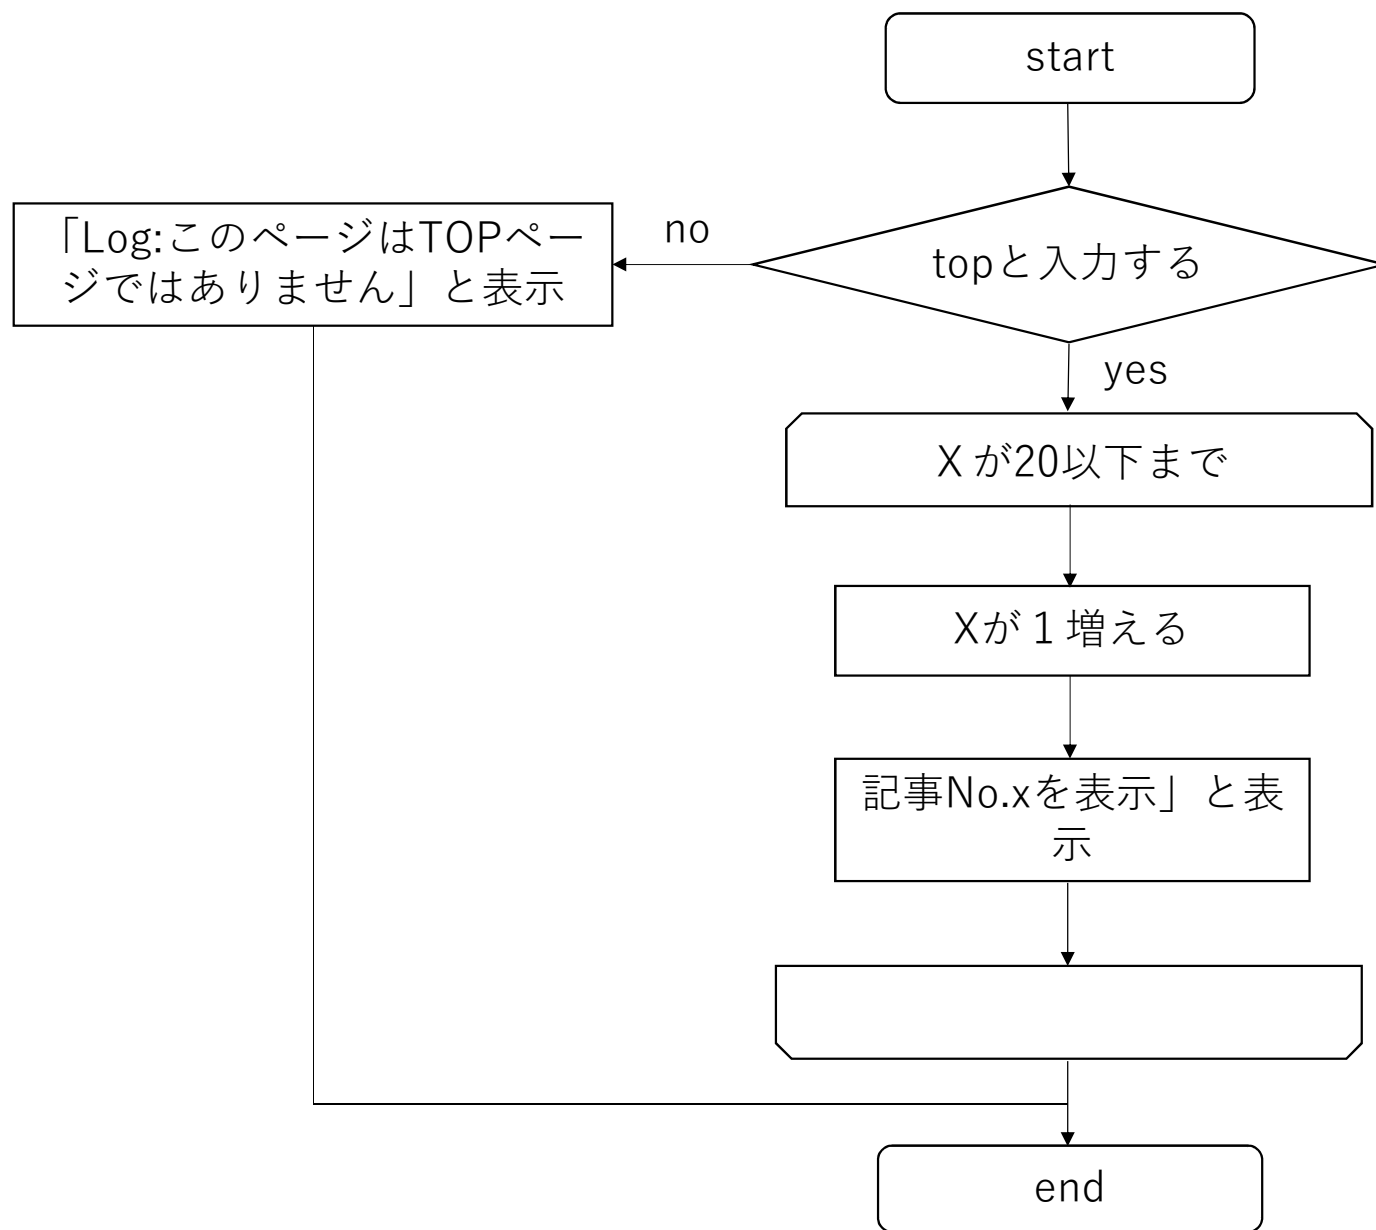 start
topと入力する
no
「Log:このページはTOPペー
ジではありません」と表示
yes
X が20以下まで
Xが１増える
記事No.xを表示」と表
示
end